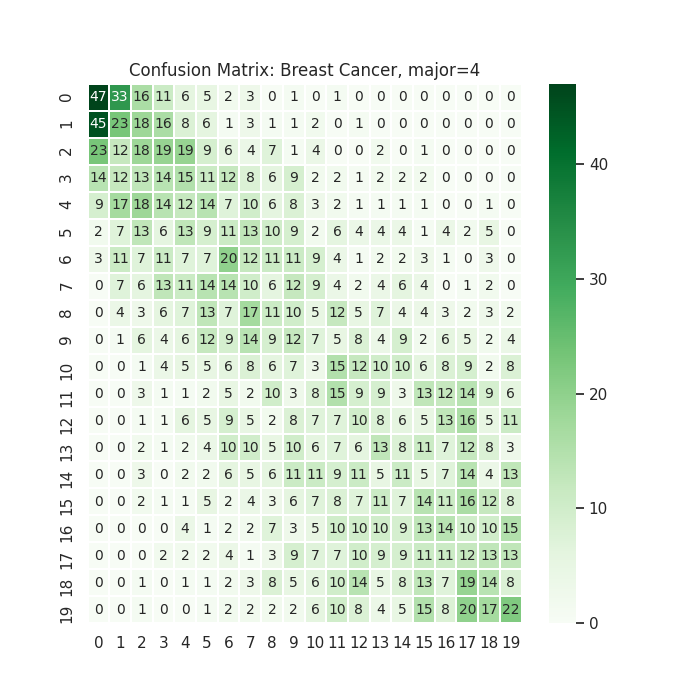 Confusion Matrix: Breast Cancer, major=4
0 47 33 16 11 6 5 2 3 0 1 0 1 0 0 0 0 0 0 0 0
1 45 23 18 16 8 6 1 3 1 1 2 0 1 0 0 0 0 0 0 0
2 23 12 18 19 19 9 6 4 7 1 4 0 0 2 0 1 0 0 0 0
3 14 12 13 14 15 11 12 8 6 9 2 2 1 2 2 2 0 0 0 0
4 9 17 18 14 12 14 7 10 6 8 3 2 1 1 1 1 0 0 1 0
5 2 7 13 6 13 9 11 13 10 9 2 6 4 4 4 1 4 2 5 0
6 3 11 7 11 7 7 20 12 11 11 9 4 1 2 2 3 1 0 3 0
7 0 7 6 13 11 14 14 10 6 12 9 4 2 4 6 4 0 1 2 0
8 0 4 3 6 7 13 7 17 11 10 5 12 5 7 4 4 3 2 3 2
9 0 1 6 4 6 12 9 14 9 12 7 5 8 4 9 2 6 5 2 4
10 0 0 1 4 5 5 6 8 6 7 3 15 12 10 10 6 8 9 2 8
11 0 0 3 1 1 2 5 2 10 3 8 15 9 9 3 13 12 14 9 6
12 0 0 1 1 6 5 9 5 2 8 7 7 10 8 6 5 13 16 5 11
13 0 0 2 1 2 4 10 10 5 10 6 7 6 13 8 11 7 12 8 3
14 0 0 3 0 2 2 6 5 6 11 11 9 11 5 11 5 7 14 4 13
15 0 0 2 1 1 5 2 4 3 6 7 8 7 11 7 14 11 16 12 8
16 0 0 0 0 4 1 2 2 7 3 5 10 10 10 9 13 14 10 10 15
17 0 0 0 2 2 2 4 1 3 9 7 7 10 9 9 11 11 12 13 13
18 0 0 1 0 1 1 2 3 8 5 6 10 14 5 8 13 7 19 14 8
19 0 0 1 0 0 1 2 2 2 2 6 10 8 4 5 15 8 20 17 22
0 1 2 3 4 5 6 7 8 9 10 11 12 13 14 15 16 17 18 19
40
30
20
10
0